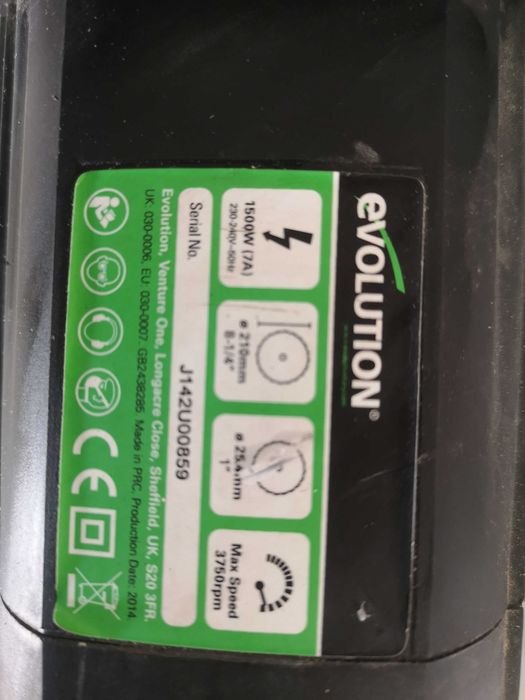 evolution®
1500W (7A)
230-240V~50Hz
ø 210mm
8-1/4"
ø 25.4mm
1"
Max Speed
3750rpm
Serial No.
J142U00859
Evolution, Venture One, Longacre Close, Sheffield, UK, S20 3FR.
UK: 030-0006, EU: 030-0007. GB2438285. Made in PRC, Production Date: 2014
CE